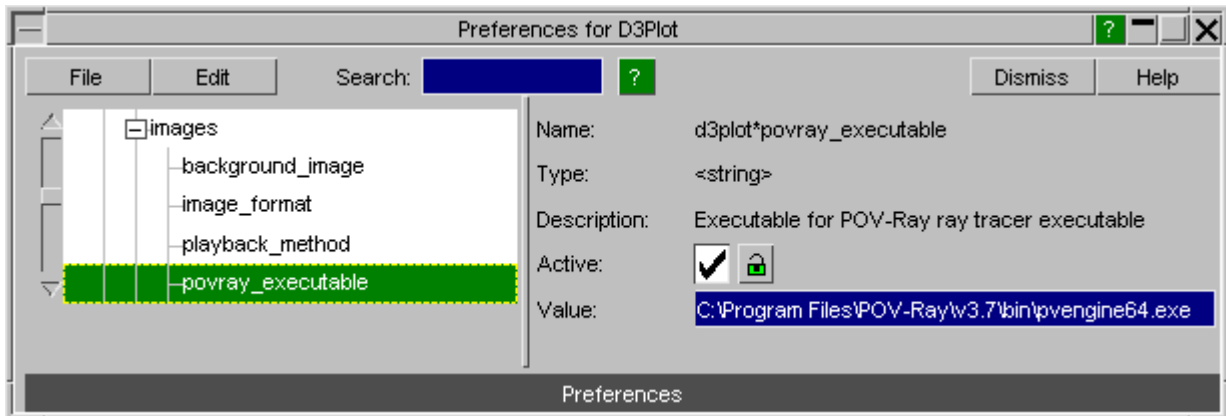 Preferences for D3Plot
?
File Edit Search: ? Dismiss Help
images
background_image
image_format
playback_method
povray_executable
Name: d3plot*povray_executable
Type: <string>
Description: Executable for POV-Ray ray tracer executable
Active:
Value: C:\Program Files\POV-Ray\v3.7\bin\pvengine64.exe
Preferences